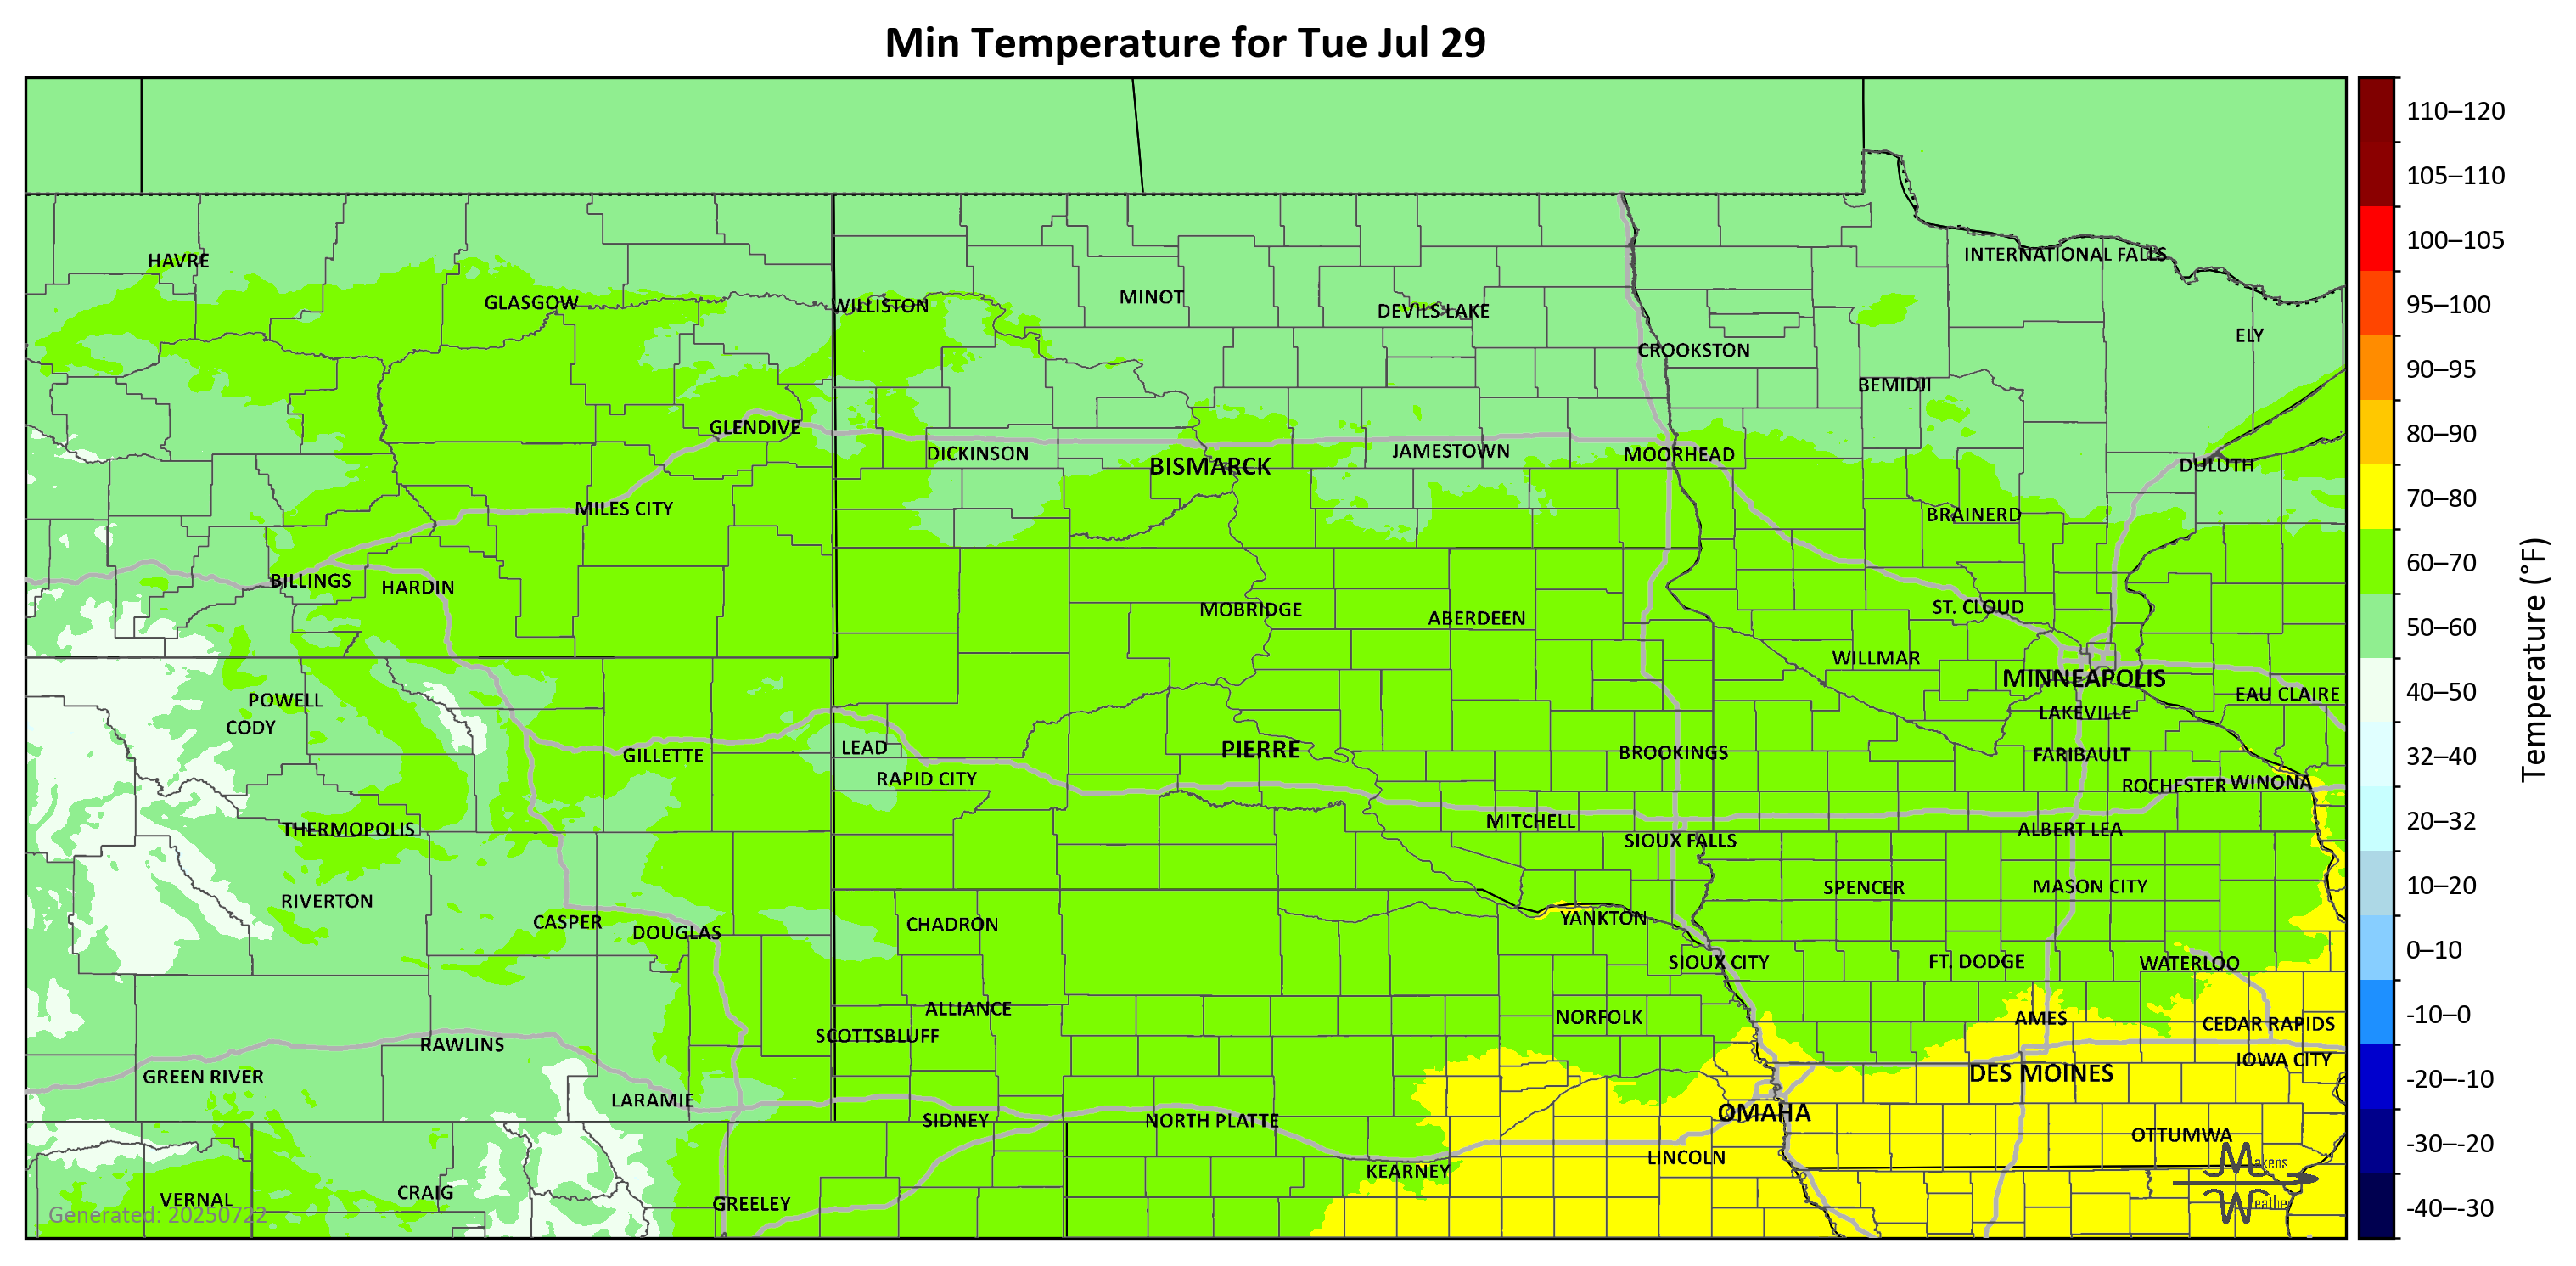 Min Temperature for Tue Jul 29
110–120
105–110
HAVRE
INTERNATIONAL FALLS
100–105
GLASGOW
WILLISTON
MINOT
DEVILS LAKE
95–100
ELY
CROOKSTON
BEMIDJI
90–95
GLENDIVE
DICKINSON
BISMARCK
JAMESTOWN
MOORHEAD
DULUTH
80–90
MILES CITY
BRAINERD
70–80
BILLINGS
HARDIN
60–70
MOBRIDGE
ABERDEEN
ST. CLOUD
50–60
WILLMAR
MINNEAPOLIS
EAU CLAIRE
40–50
POWELL
CODY
LAKEVILLE
GILLETTE
LEAD
PIERRE
BROOKINGS
FARIBAULT
32–40
RAPID CITY
ROCHESTER
WINONA
THERMOPOLIS
MITCHELL
SIOUX FALLS
ALBERT LEA
20–32
RIVERTON
SPENCER
MASON CITY
10–20
CASPER
DOUGLAS
CHADRON
YANKTON
SIOUX CITY
FT. DODGE
WATERLOO
0–10
ALLIANCE
NORFOLK
AMES
CEDAR RAPIDS
-10–0
SCOTTSBLUFF
RAWLINS
IOWA CITY
GREEN RIVER
DES MOINES
-20–-10
LARAMIE
SIDNEY
NORTH PLATTE
OMAHA
OTTUMWA
-30–-20
LINCOLN
KEARNEY
VERNAL
CRAIG
GREELEY
-40–-30
Temperature (°F)
Generated: 20250722
Makens
Weather